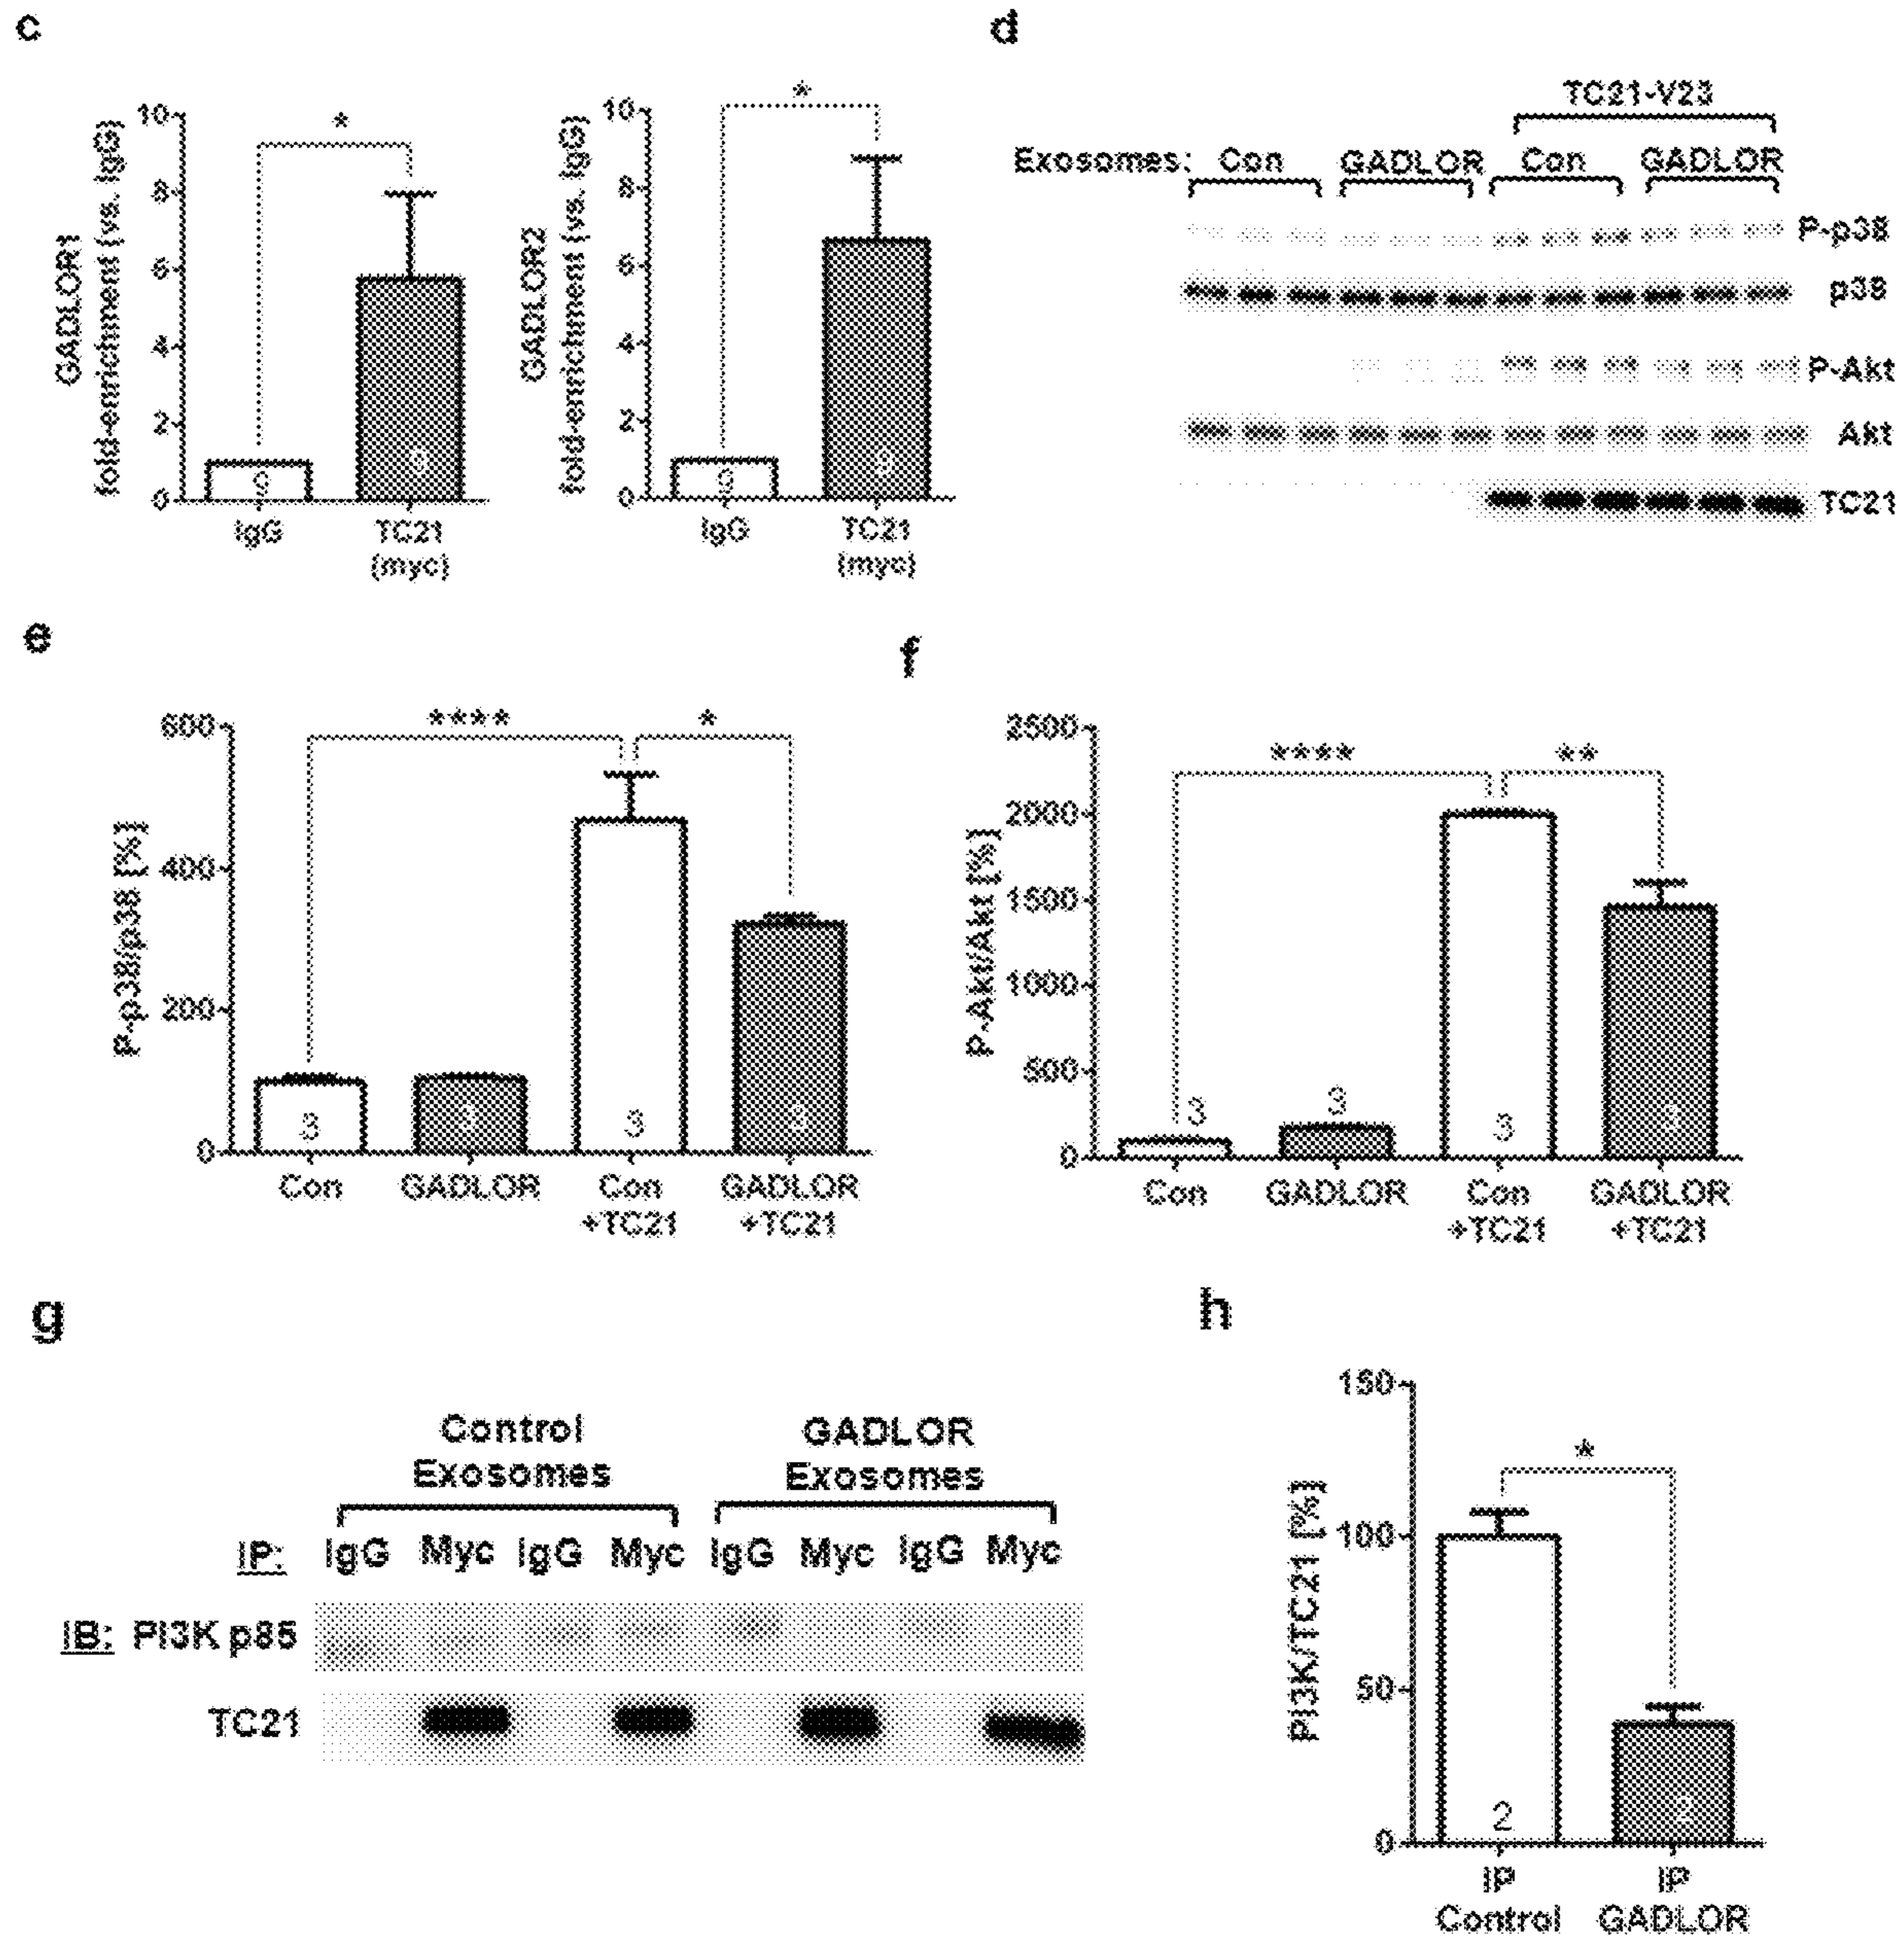 c
GADLOR1
fold-enrichment [vs. IgG]
10
8
6
4
2
0
*
9
9
IgG
TC21
(myc)
GADLOR2
fold-enrichment [vs. IgG]
10
8
6
4
2
0
*
9
9
IgG
TC21
(myc)
d
TC21-V23
Exosomes: Con GADLOR Con GADLOR
P-p38
p38
P-Akt
Akt
TC21
e
P-p38/p38 [%]
600
400
200
0
**** *
3 3 3 3
Con GADLOR Con GADLOR
+TC21 +TC21
f
P-Akt/Akt [%]
2500
2000
1500
1000
500
0
**** **
3 3 3 3
Con GADLOR Con GADLOR
+TC21 +TC21
g
Control GADLOR
Exosomes Exosomes
IP: IgG Myc IgG Myc IgG Myc IgG Myc
IB: PI3K p85
TC21
h
PI3K/TC21 [%]
150
100
50
0
*
2 2
IP IP
Control GADLOR